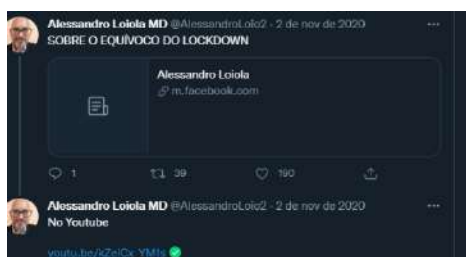 Alessandro Loiola MD @AlessandroLoio2 · 2 de nov de 2020
SOBRE O EQUÍVOCO DO LOCKDOWN
Alessandro Loiola
m.facebook.com
1 39 190
Alessandro Loiola MD @AlessandroLoio2 · 2 de nov de 2020
No Youtube